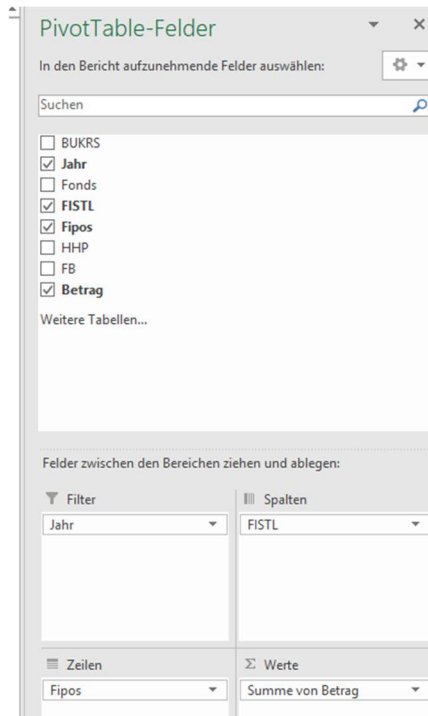 PivotTable-Felder
In den Bericht aufzunehmende Felder auswählen:
Suchen
BUKRS
Jahr
Fonds
FISTL
Fipos
HHP
FB
Betrag
Weitere Tabellen...
Felder zwischen den Bereichen ziehen und ablegen:
Filter
Jahr
Spalten
FISTL
Zeilen
Fipos
Σ Werte
Summe von Betrag